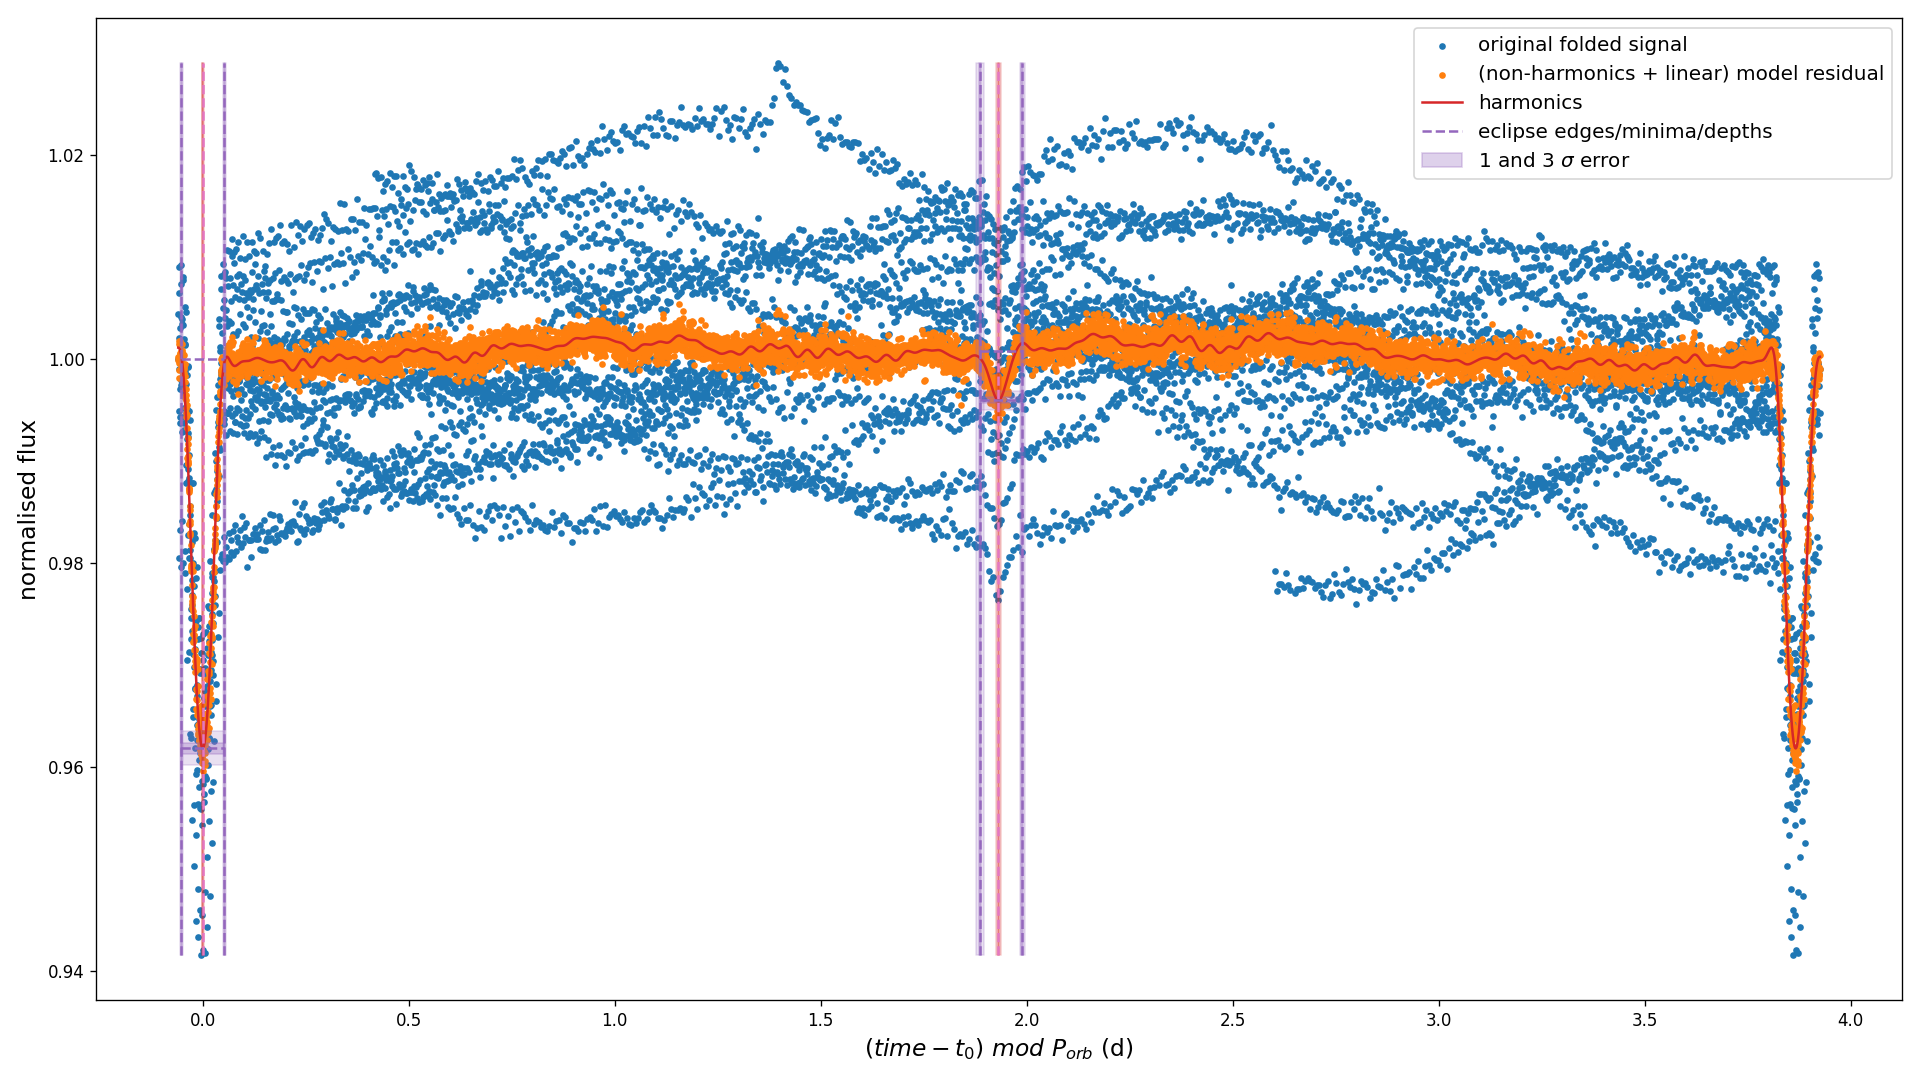 original folded signal
(non-harmonics + linear) model residual
harmonics
eclipse edges/minima/depths
1 and 3 σ error
normalised flux
1.02
1.00
0.98
0.96
0.94
0.0 0.5 1.0 1.5 2.0 2.5 3.0 3.5 4.0
(time − t₀) mod P_orb (d)